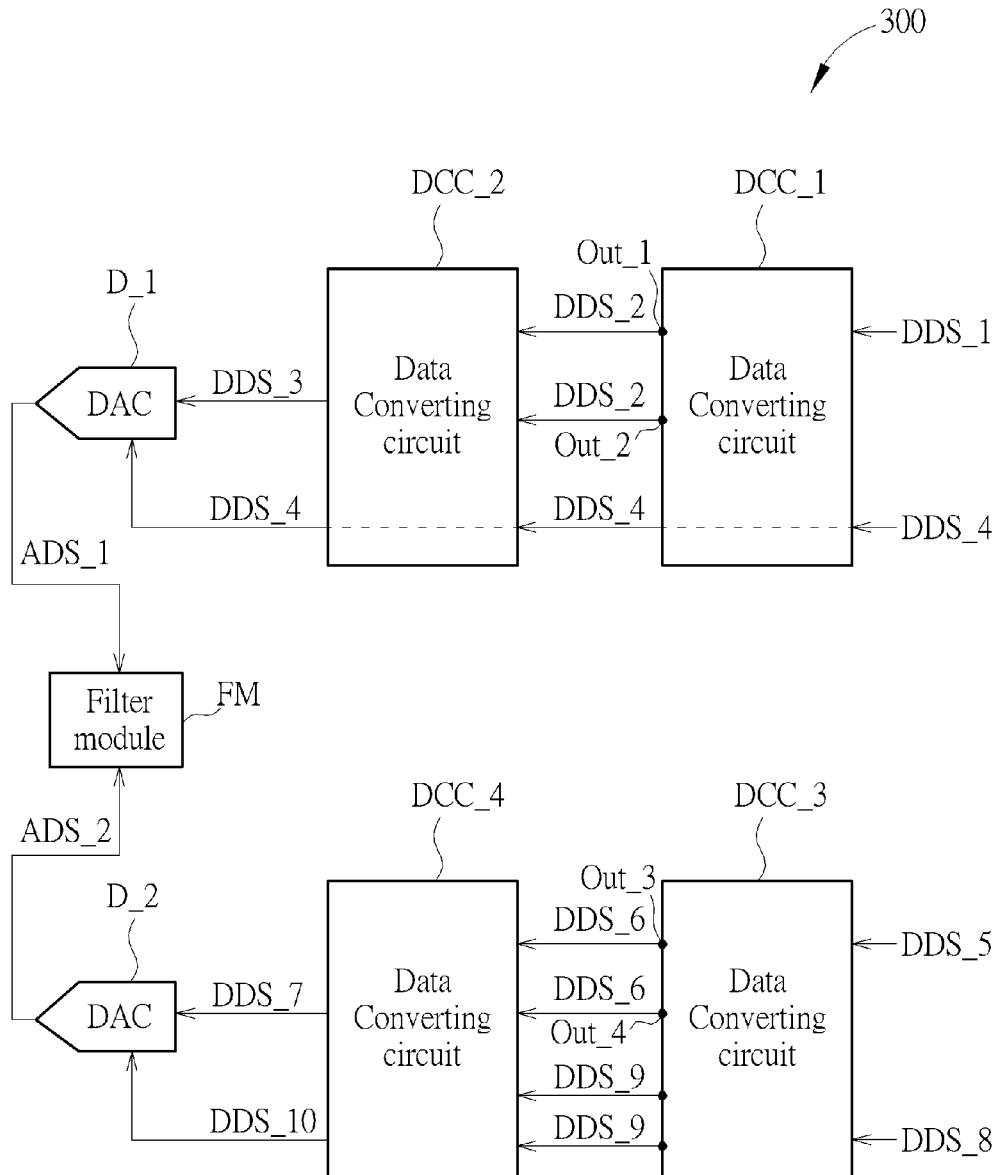 300
DCC_2
DCC_1
D_1
Out_1
DDS_2
DDS_1
DAC
DDS_3
Data
Converting
circuit
DDS_2
Out_2
Data
Converting
circuit
DDS_4
DDS_4
DDS_4
ADS_1
Filter
module
FM
ADS_2
DCC_4
DCC_3
D_2
Out_3
DDS_6
DDS_5
DAC
DDS_7
Data
Converting
circuit
DDS_6
Out_4
Data
Converting
circuit
DDS_9
DDS_10
DDS_9
DDS_8